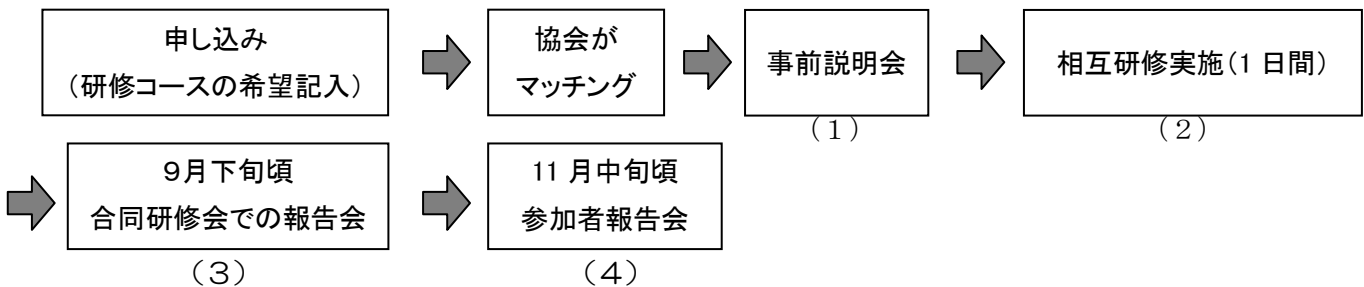 申し込み
(研修コースの希望記入)
協会が
マッチング
事前説明会
相互研修実施(1日間)
(1)
(2)
9月下旬頃
合同研修会での報告会
11月中旬頃
参加者報告会
(3)
(4)